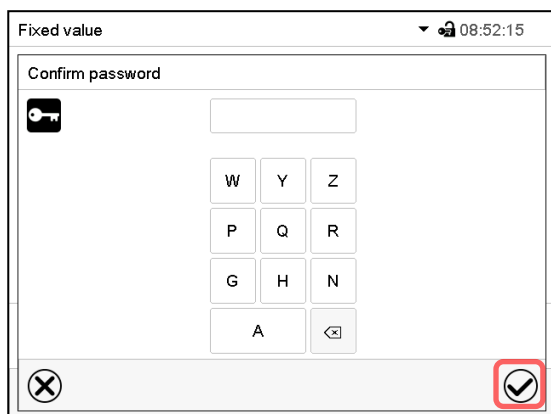 Fixed value 08:52:15
Confirm password
W Y Z
P Q R
G H N
A